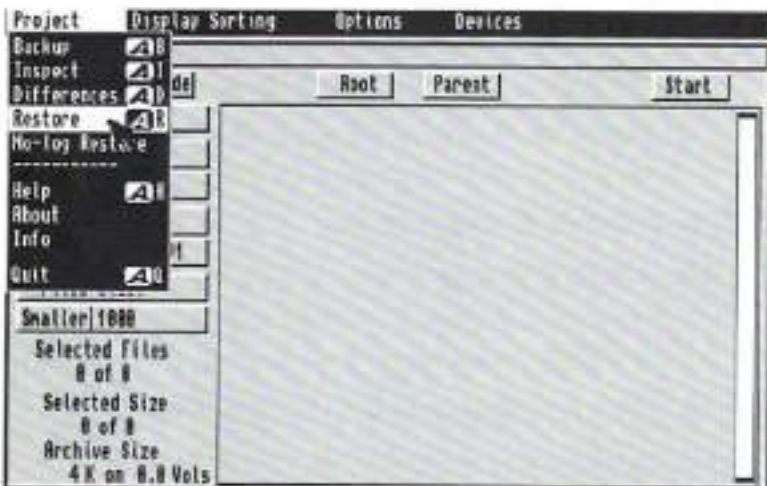 Project Display Sorting Options Devices
Backup A B
Inspect A I
Differences A D
Restore A R
No-log Restore
Help A H
About
Info
Quit A Q
Root Parent Start
Smaller 1000
Selected Files
0 of 0
Selected Size
0 of 0
Archive Size
4K on 0.0 Vols